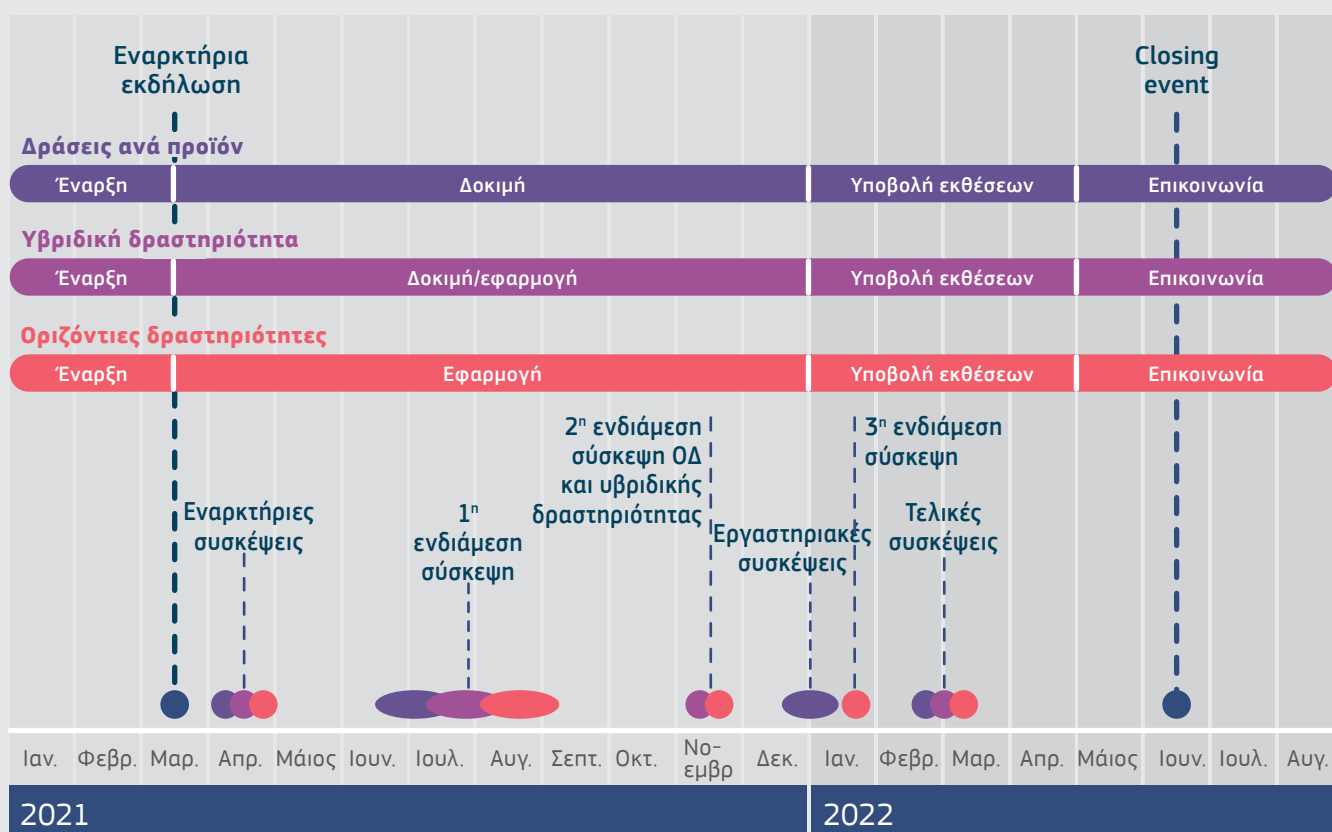 Εναρκτήρια
εκδήλωση
Closing
event
Δράσεις ανά προϊόν
Έναρξη
Δοκιμή
Υποβολή εκθέσεων
Επικοινωνία
Υβριδική δραστηριότητα
Έναρξη
Δοκιμή/εφαρμογή
Υποβολή εκθέσεων
Επικοινωνία
Οριζόντιες δραστηριότητες
Έναρξη
Εφαρμογή
Υποβολή εκθέσεων
Επικοινωνία
Εναρκτήριες
συσκέψεις
1η
ενδιάμεση
σύσκεψη
2η ενδιάμεση
σύσκεψη ΟΔ
και υβριδικής
δραστηριότητας
Εργαστηριακές
συσκέψεις
3η ενδιάμεση
σύσκεψη
Τελικές
συσκέψεις
Ιαν.
Φεβρ.
Μαρ.
Απρ.
Μάιος
Ιουν.
Ιουλ.
Αυγ.
Σεπτ.
Οκτ.
Νο-
εμβρ
Δεκ.
Ιαν.
Φεβρ.
Μαρ.
Απρ.
Μάιος
Ιουν.
Ιουλ.
Αυγ.
2021
2022